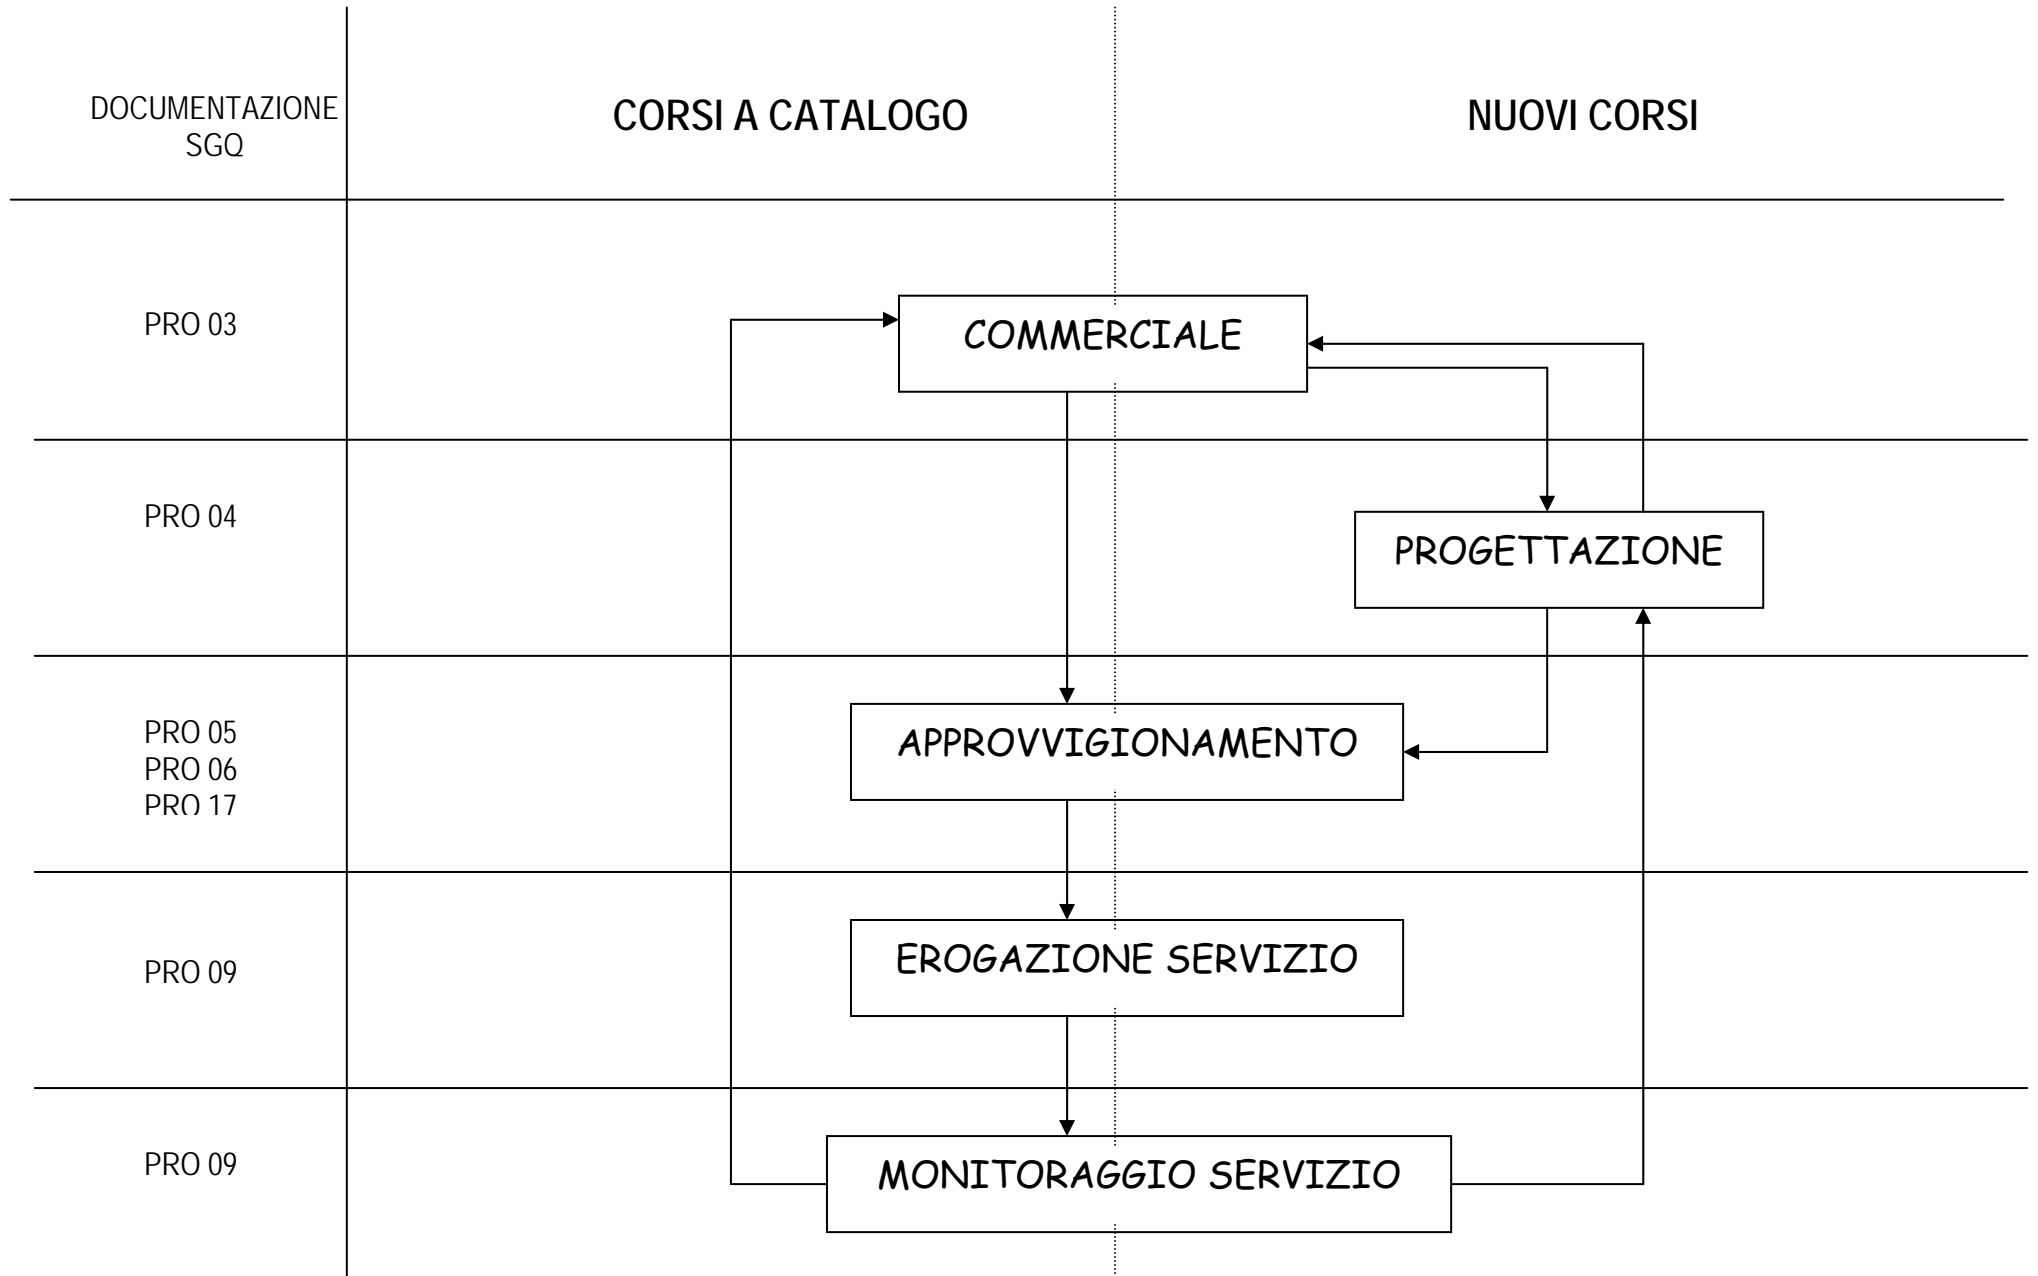 DOCUMENTAZIONE
SGQ
CORSI A CATALOGO
NUOVI CORSI
PRO 03
COMMERCIALE
PRO 04
PROGETTAZIONE
PRO 05
PRO 06
PRO 17
APPROVVIGIONAMENTO
PRO 09
EROGAZIONE SERVIZIO
PRO 09
MONITORAGGIO SERVIZIO